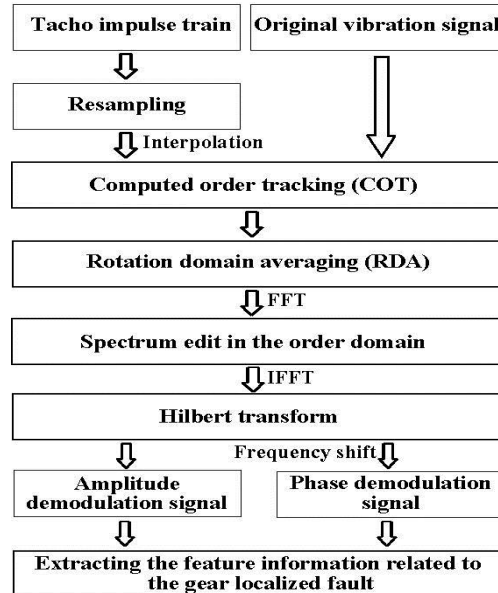 Tacho impulse train
Original vibration signal
Resampling
Interpolation
Computed order tracking (COT)
Rotation domain averaging (RDA)
FFT
Spectrum edit in the order domain
IFFT
Hilbert transform
Frequency shift
Amplitude
demodulation signal
Phase demodulation
signal
Extracting the feature information related to
the gear localized fault